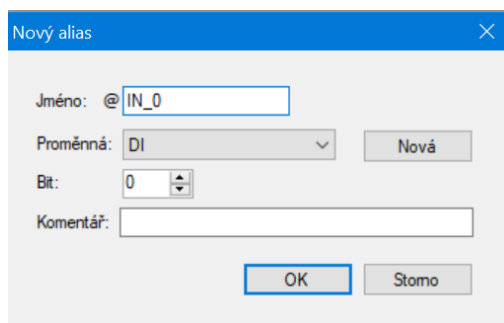 Nový alias
Jméno: @ IN_0
Proměnná: DI Nová
Bit: 0
Komentář:
OK Storno